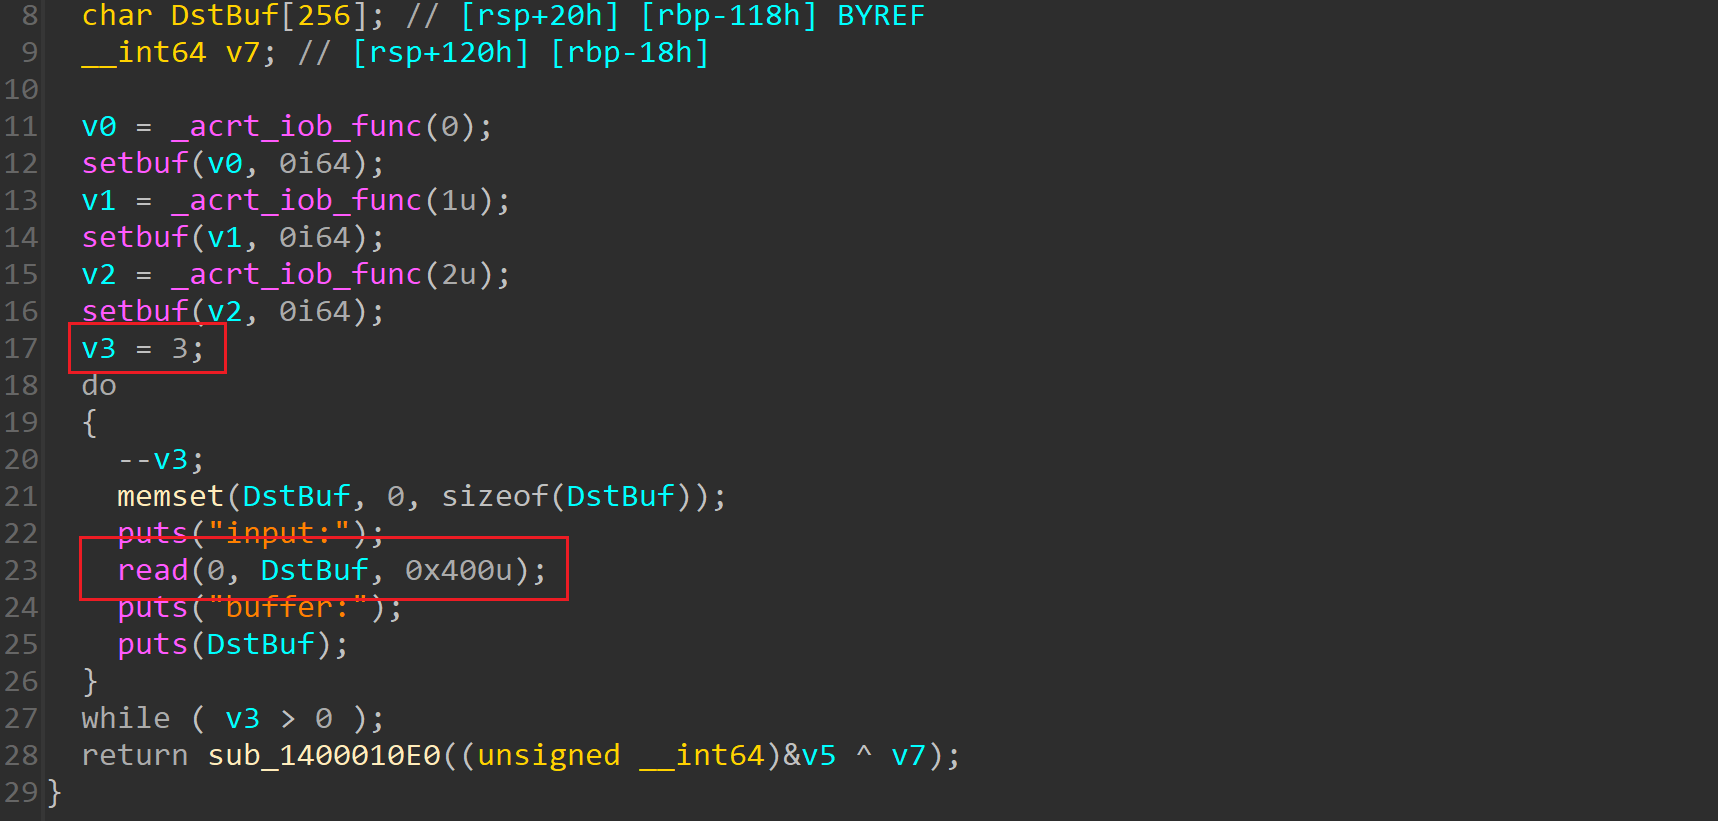 8 char DstBuf[256]; // [rsp+20h] [rbp-118h] BYREF
9 __int64 v7; // [rsp+120h] [rbp-18h]
10
11 v0 = _acrt_iob_func(0);
12 setbuf(v0, 0i64);
13 v1 = _acrt_iob_func(1u);
14 setbuf(v1, 0i64);
15 v2 = _acrt_iob_func(2u);
16 setbuf(v2, 0i64);
17 v3 = 3;
18 do
19 {
20 --v3;
21 memset(DstBuf, 0, sizeof(DstBuf));
22 puts("input:");
23 read(0, DstBuf, 0x400u);
24 puts("buffer:");
25 puts(DstBuf);
26 }
27 while ( v3 > 0 );
28 return sub_1400010E0((unsigned __int64)&v5 ^ v7);
29 }